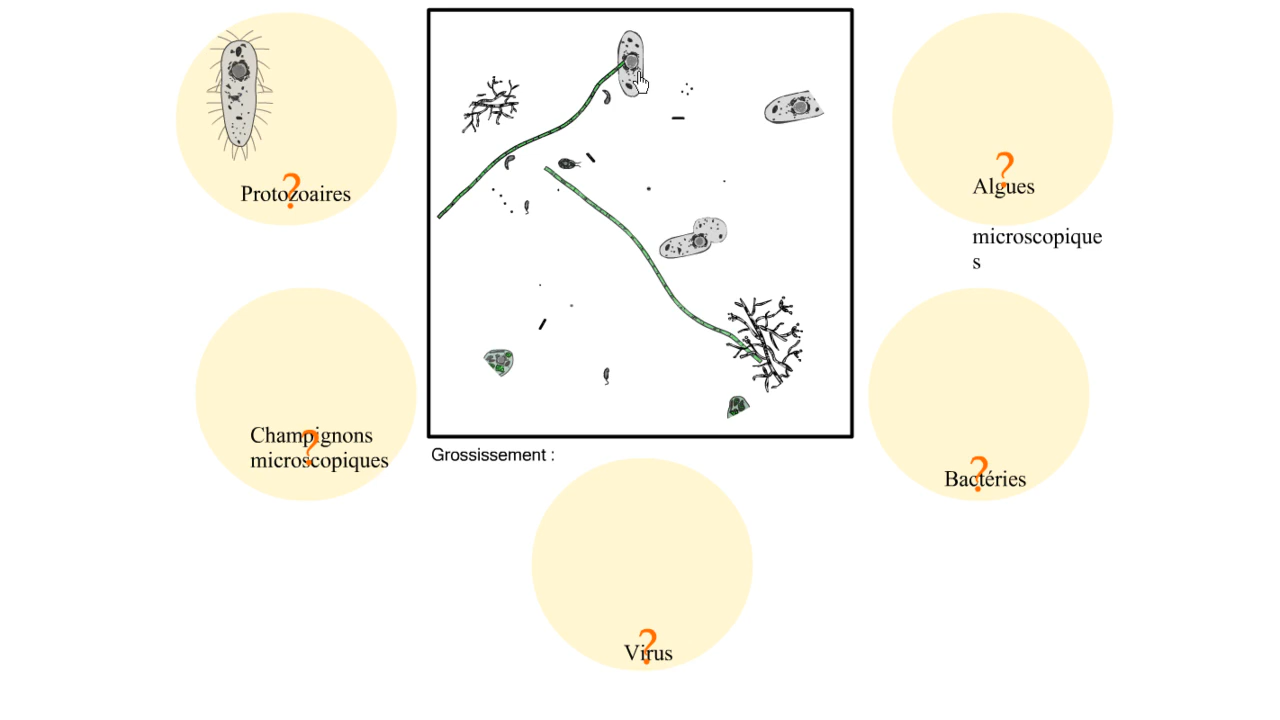 ?
Protozoaires
?
Algues
microscopique
s
?
Champignons
microscopiques
Grossissement :
?
Bactéries
?
Virus